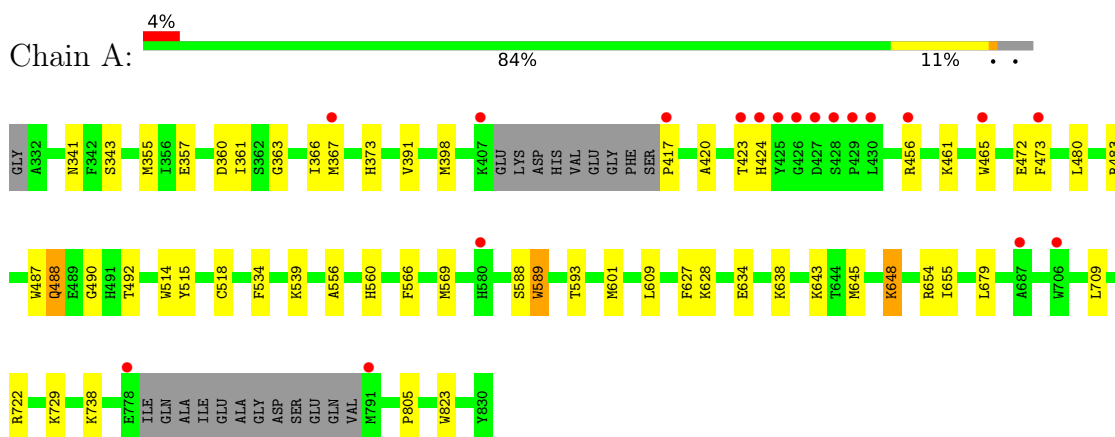 4%
Chain A:
84% 11% • •
GLY A332 N341 F342 S343 M355 I356 E357 D360 I361 S362 G363 I366 M367 H373 V391 M398 K407 GLU LYS ASP HIS VAL GLU GLY PHE SER P417 A420 T423 H424 Y425 G426 D427 S428 P429 L430 R456 K461 W465 E472 F473 L480 R483
W487 Q488 E489 G490 H491 T492 W514 Y515 C518 F534 K539 A556 H560 F566 M569 H580 S588 W589 T593 M601 L609 F627 K628 E634 K638 K643 T644 M645 K648 R654 I655 L679 A687 W706 L709
R722 K729 K738 E778 ILE GLN ALA ILE GLU ALA GLY ASP SER GLU GLN VAL M791 P805 W823 Y830